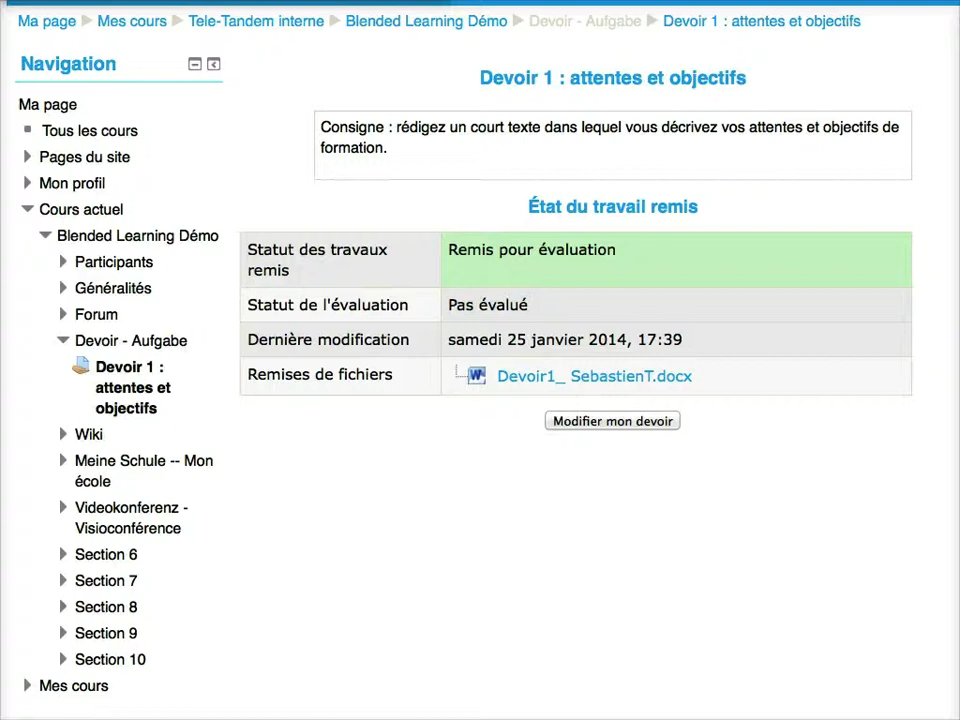 Ma page Mes cours Tele-Tandem interne Blended Learning Démo Devoir - Aufgabe Devoir 1 : attentes et objectifs
Navigation
Ma page
Tous les cours
Pages du site
Mon profil
Cours actuel
Blended Learning Démo
Participants
Généralités
Forum
Devoir - Aufgabe
Devoir 1 :
attentes et
objectifs
Wiki
Meine Schule -- Mon
école
Videokonferenz -
Visioconférence
Section 6
Section 7
Section 8
Section 9
Section 10
Mes cours
Devoir 1 : attentes et objectifs
Consigne : rédigez un court texte dans lequel vous décrivez vos attentes et objectifs de
formation.
État du travail remis
Statut des travaux
remis
Remis pour évaluation
Statut de l'évaluation
Pas évalué
Dernière modification
samedi 25 janvier 2014, 17:39
Remises de fichiers
Devoir1_ SebastienT.docx
Modifier mon devoir